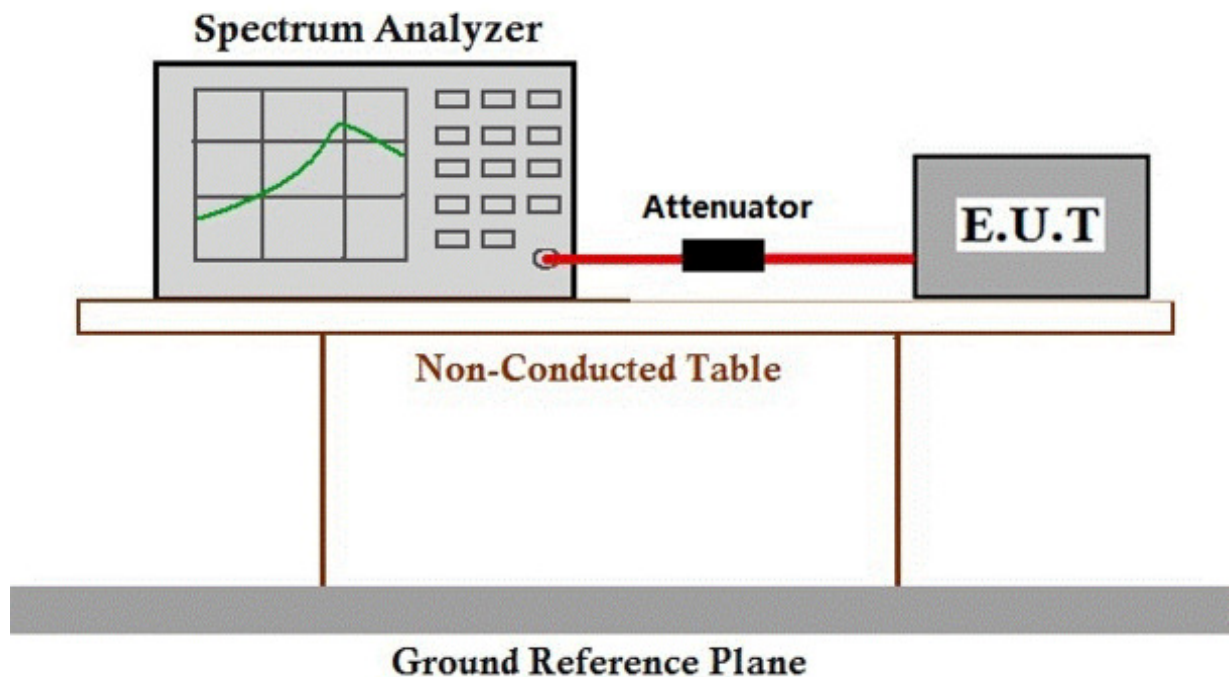 Spectrum Analyzer
Attenuator
E.U.T
Non-Conducted Table
Ground Reference Plane